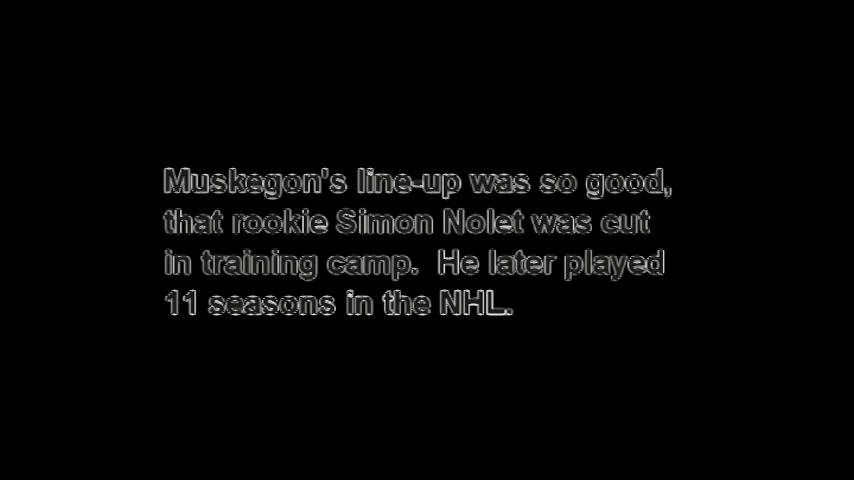 Muskegon's line-up was so good,
that rookie Simon Nolet was cut
in training camp.  He later played
11 seasons in the NHL.